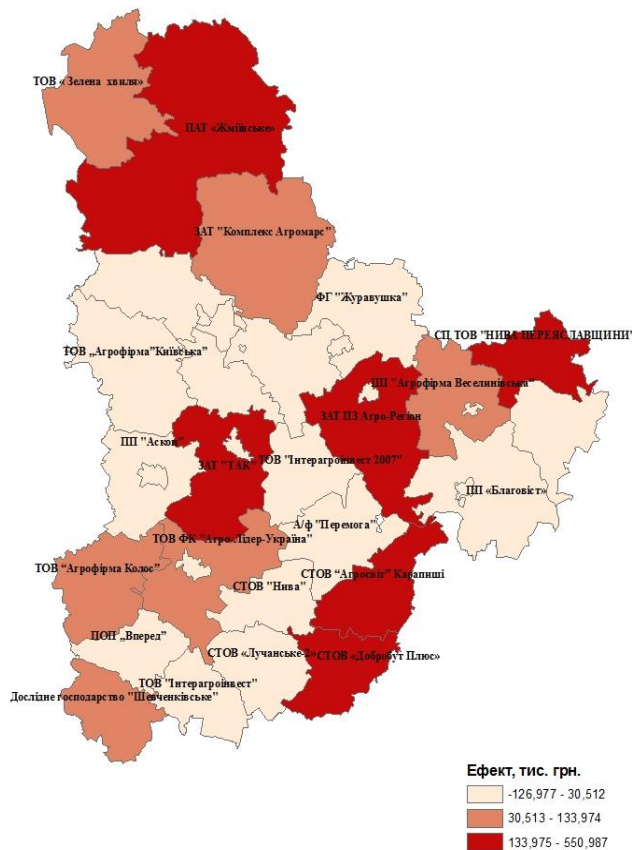 ТОВ «Зелена хвиля»
ПАТ «Жміївське»
ЗАТ "Комплекс Агромарс"
ФГ "Журавушка"
СП ТОВ "НИВА ПЕРЕЯСЛАВЩИНИ"
ТОВ „Агрофірма"Київська"
ПП "Агрофірма Веселинівська"
ЗАТ ПЗ Агро-Регіон
ПП "Аскон"
ЗАТ "ТАК"
ТОВ "Інтерагроінвест 2007"
ПП «Благовіст»
А/ф "Перемога"
ТОВ ФК "Агро-Лідер-Україна"
ТОВ "Агрофірма Колос"
СТОВ "Агросвіт" Карапиші
СТОВ "Нива"
ПОП „Вперед"
СТОВ «Лучанське-2»
СТОВ «Добробут Плюс»
ТОВ "Інтерагроінвест"
Дослідне господарство "Шевченківське"
Ефект, тис. грн.
-126,977 - 30,512
30,513 - 133,974
133,975 - 550,987